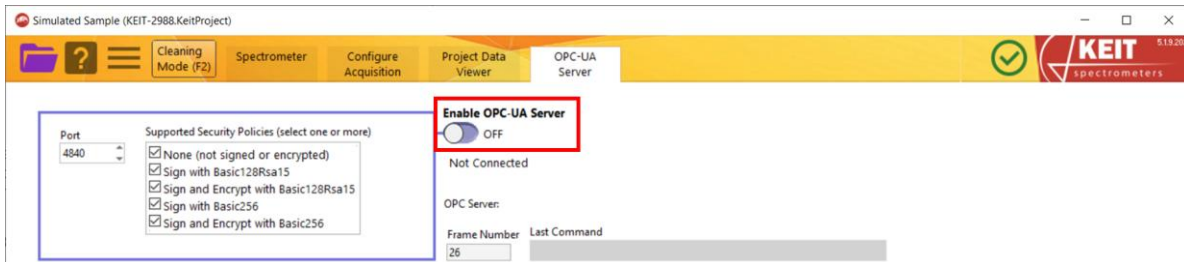 Simulated Sample (KEIT-2988.KeitProject)
Cleaning
Mode (F2)
Spectrometer
Configure
Acquisition
Project Data
Viewer
OPC-UA
Server
KEIT
spectrometers
Port
4840
Supported Security Policies (select one or more)
None (not signed or encrypted)
Sign with Basic128Rsa15
Sign and Encrypt with Basic128Rsa15
Sign with Basic256
Sign and Encrypt with Basic256
Enable OPC-UA Server
OFF
Not Connected
OPC Server:
Frame Number
Last Command
26